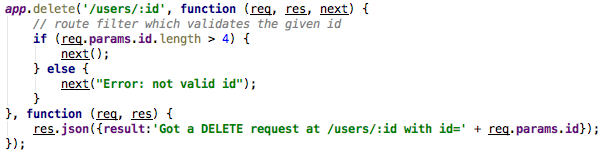 app.delete('/users/:id', function (req, res, next) {
    // route filter which validates the given id
    if (req.params.id.length > 4) {
        next();
    } else {
        next("Error: not valid id");
    }
}, function (req, res) {
    res.json({result:'Got a DELETE request at /users/:id with id=' + req.params.id});
});